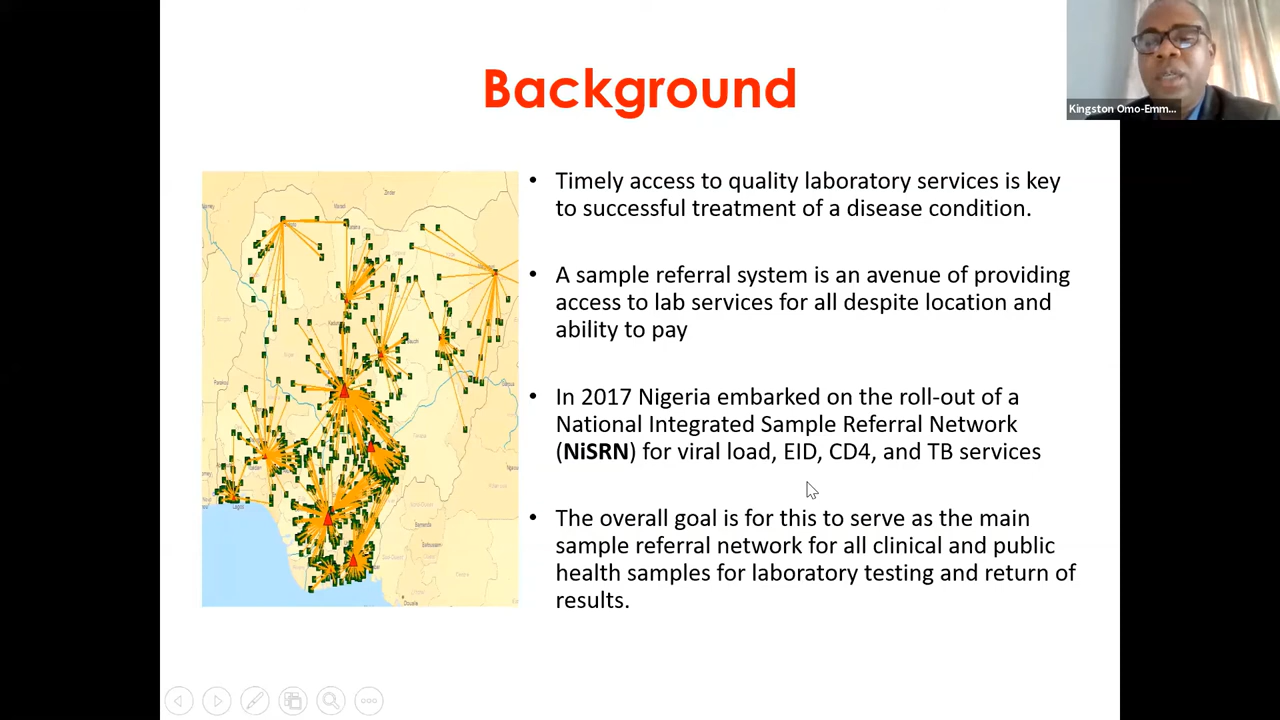 Background
Kingston Omo-Emm...
• Timely access to quality laboratory services is key
to successful treatment of a disease condition.
• A sample referral system is an avenue of providing
access to lab services for all despite location and
ability to pay
• In 2017 Nigeria embarked on the roll-out of a
National Integrated Sample Referral Network
(NiSRN) for viral load, EID, CD4, and TB services
• The overall goal is for this to serve as the main
sample referral network for all clinical and public
health samples for laboratory testing and return of
results.
Lagos
Douala